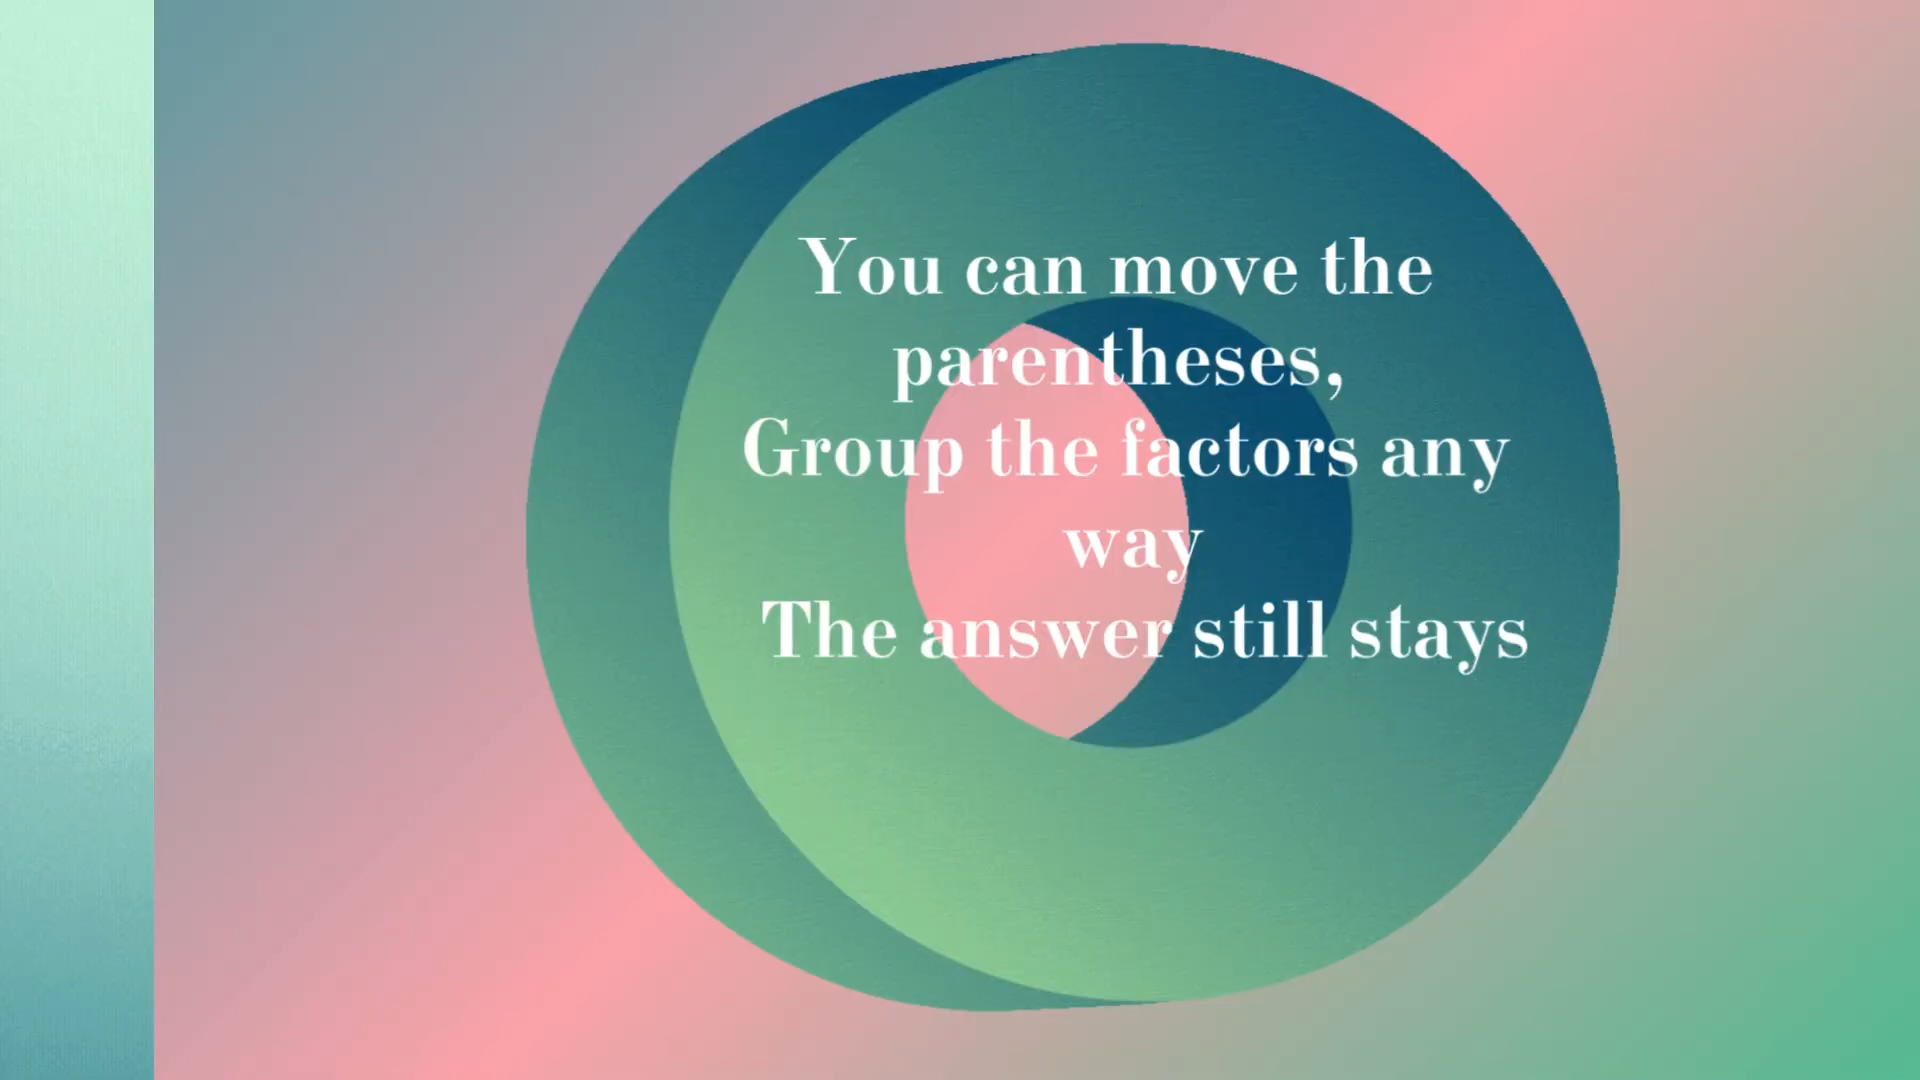 You can move the
parentheses,
Group the factors any
way
The answer still stays